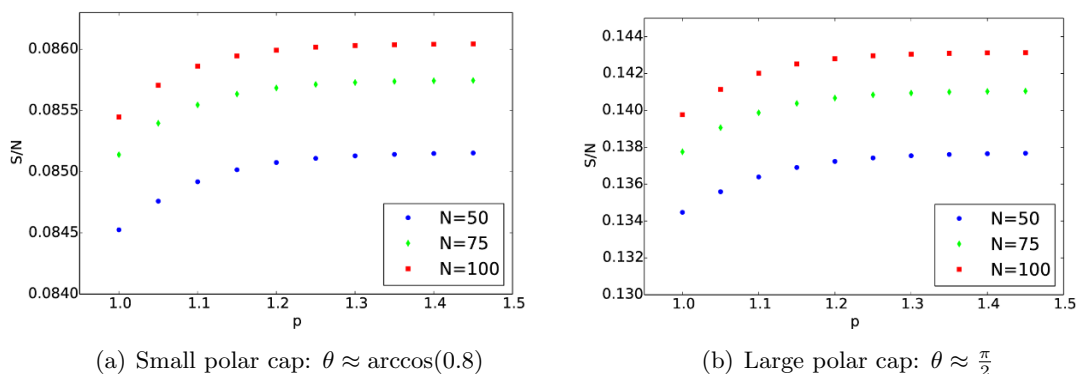 0.0860
0.0855
0.0850
0.0845
0.0840
S/N
N=50
N=75
N=100
1.0 1.1 1.2 1.3 1.4 1.5
p
(a) Small polar cap: θ ≈ arccos(0.8)
0.144
0.142
0.140
0.138
0.136
0.134
0.132
0.130
S/N
N=50
N=75
N=100
1.0 1.1 1.2 1.3 1.4 1.5
p
(b) Large polar cap: θ ≈ π/2